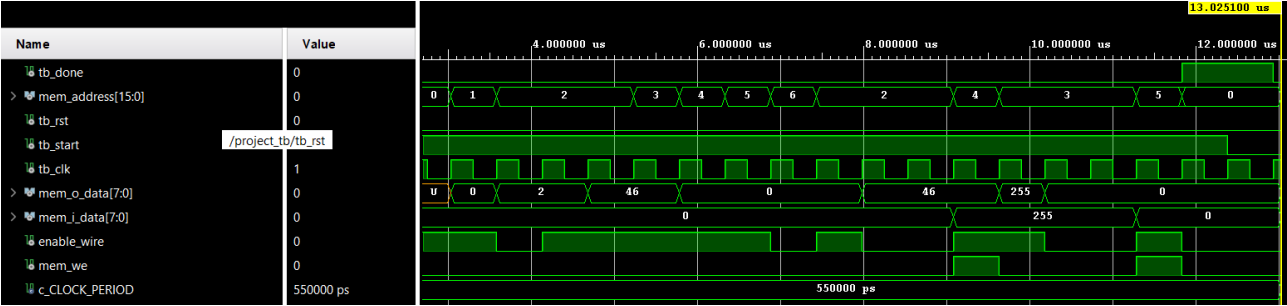 13.025100 us
Name Value
4.000000 us 6.000000 us 8.000000 us 10.000000 us 12.000000 us
tb_done 0
mem_address[15:0] 0 0 1 2 3 4 5 6 2 4 3 5 0
tb_rst 0
/project_tb/tb_rst
tb_start 0
tb_clk 1
mem_o_data[7:0] 0 U 0 2 46 0 46 255 0
mem_i_data[7:0] 0 0 255 0
enable_wire 0
mem_we 0
c_CLOCK_PERIOD 550000 ps 550000 ps